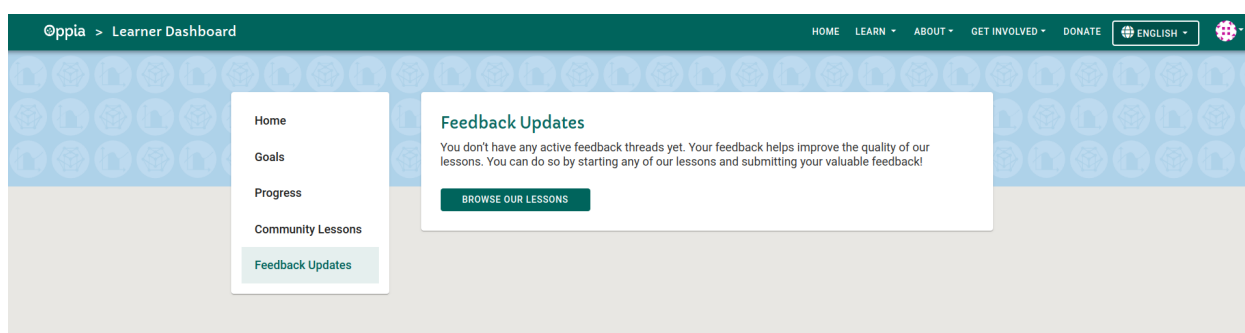 Oppia > Learner Dashboard
HOME LEARN ABOUT GET INVOLVED DONATE ENGLISH
Home
Goals
Progress
Community Lessons
Feedback Updates
Feedback Updates
You don't have any active feedback threads yet. Your feedback helps improve the quality of our
lessons. You can do so by starting any of our lessons and submitting your valuable feedback!
BROWSE OUR LESSONS